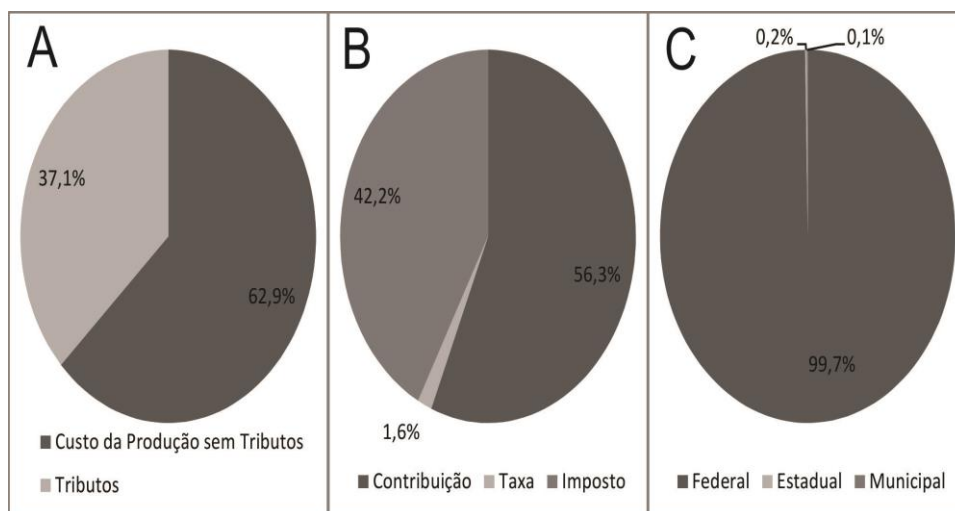 A
37,1%
62,9%
Custo da Produção sem Tributos
Tributos
B
42,2%
56,3%
1,6%
Contribuição Taxa Imposto
C
0,2% 0,1%
99,7%
Federal Estadual Municipal